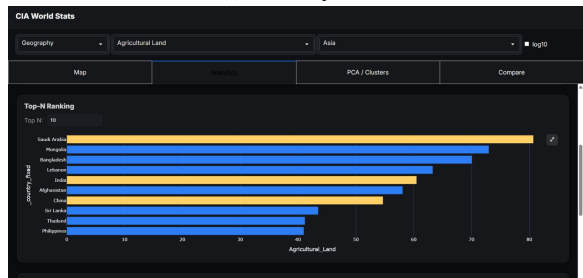 CIA World Stats
Geography
Agricultural Land
Asia
log10
Map
Analytics
PCA / Clusters
Compare
Top-N Ranking
Top N: 10
Saudi Arabia
Mongolia
Bangladesh
Lebanon
India
Afghanistan
China
Sri Lanka
Thailand
Philippines
_country_fixed
0 10 20 30 40 50 60 70 80
Agricultural_Land